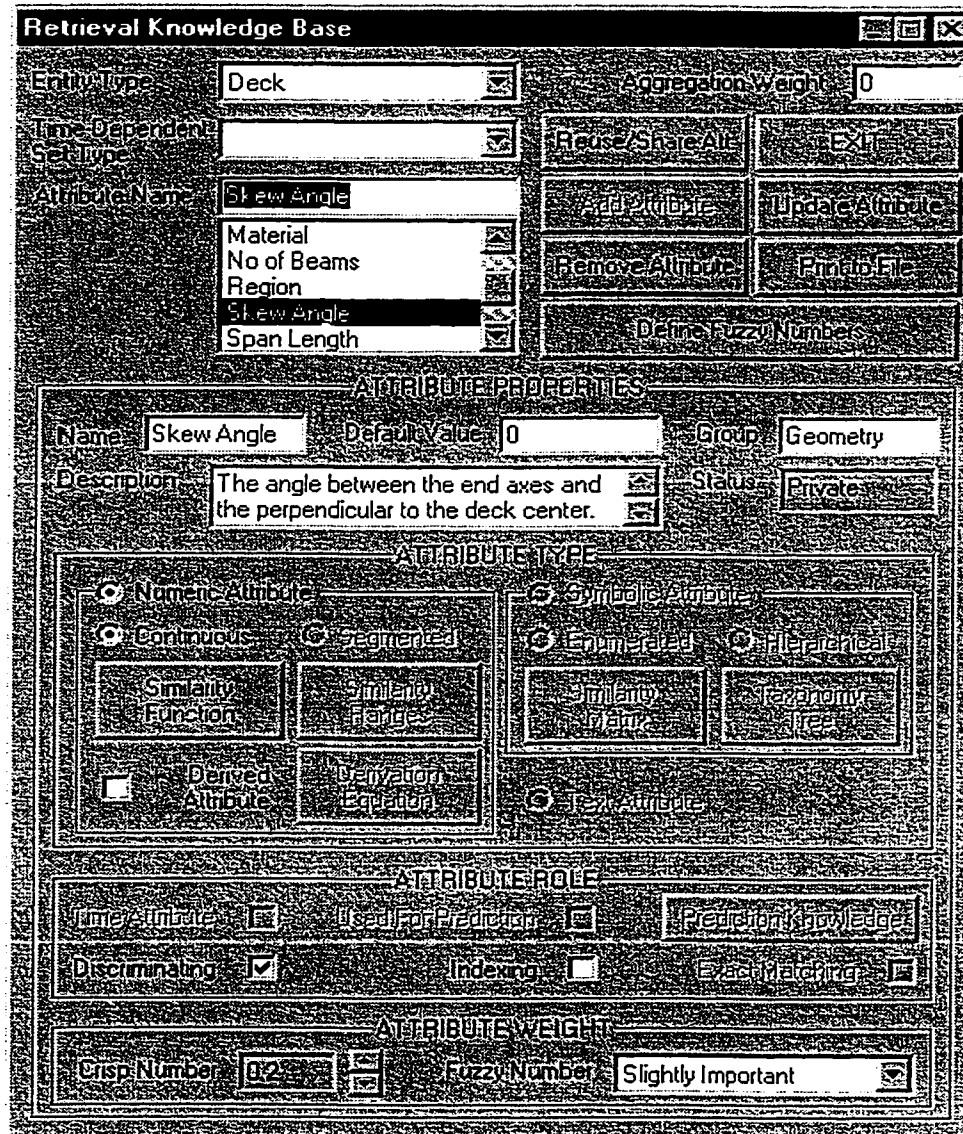 Retrieval Knowledge Base
Entity Type Deck Aggregation Weight 0
Time Dependent
Set Type
Reuse/Share Att EXIT
Attribute Name Skew Angle
Add Attribute Update Attribute
Material
No of Beams
Remove Attribute Print to File
Region
Skew Angle
Define Fuzzy Numbers
Span Length
ATTRIBUTE PROPERTIES
Name Skew Angle Default Value 0 Group Geometry
Description The angle between the end axes and
the perpendicular to the deck center.
Status Private
ATTRIBUTE TYPE
Numeric Attribute Symbolic Attribute
Continuous Segmented Enumerated Hierarchical
Similarity
Function
Similarity
Ranges
Similarity
Matrix
Taxonomy
Tree
Derived
Attribute
Derivation
Equation
Text Attribute
ATTRIBUTE ROLE
Time Attribute Used For Prediction Prediction Knowledge
Discriminating Indexing Exact Matching
ATTRIBUTE WEIGHT
Crisp Number 0.2 Fuzzy Number Slightly Important